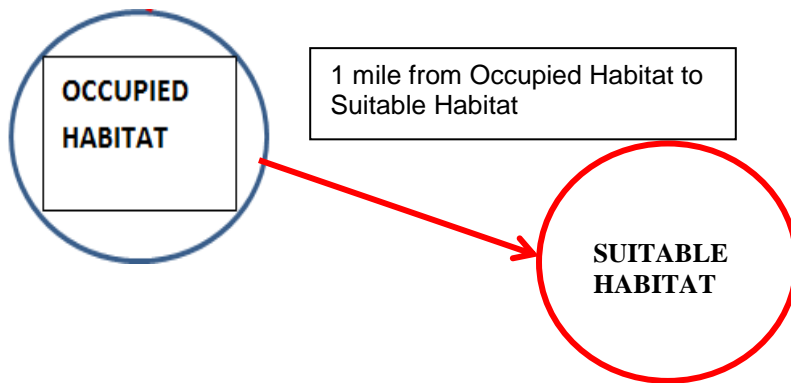 OCCUPIED
HABITAT
1 mile from Occupied Habitat to
Suitable Habitat
SUITABLE
HABITAT